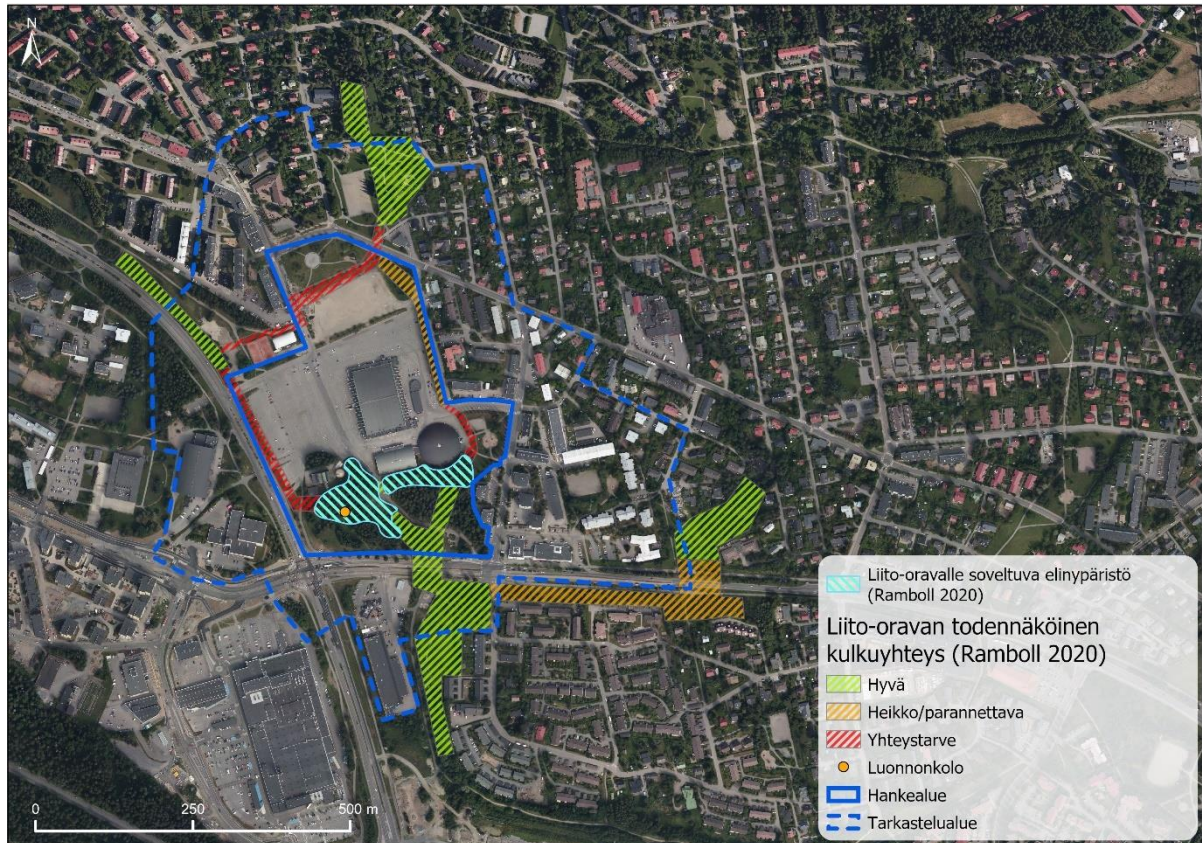 N
Liito-oravalle soveltuva elinypäristö
(Ramboll 2020)
Liito-oravan todennäköinen
kulkuyhteys (Ramboll 2020)
Hyvä
Heikko/parannettava
Yhteystarve
Luonnonkolo
Hankealue
Tarkastelualue
0 250 500 m